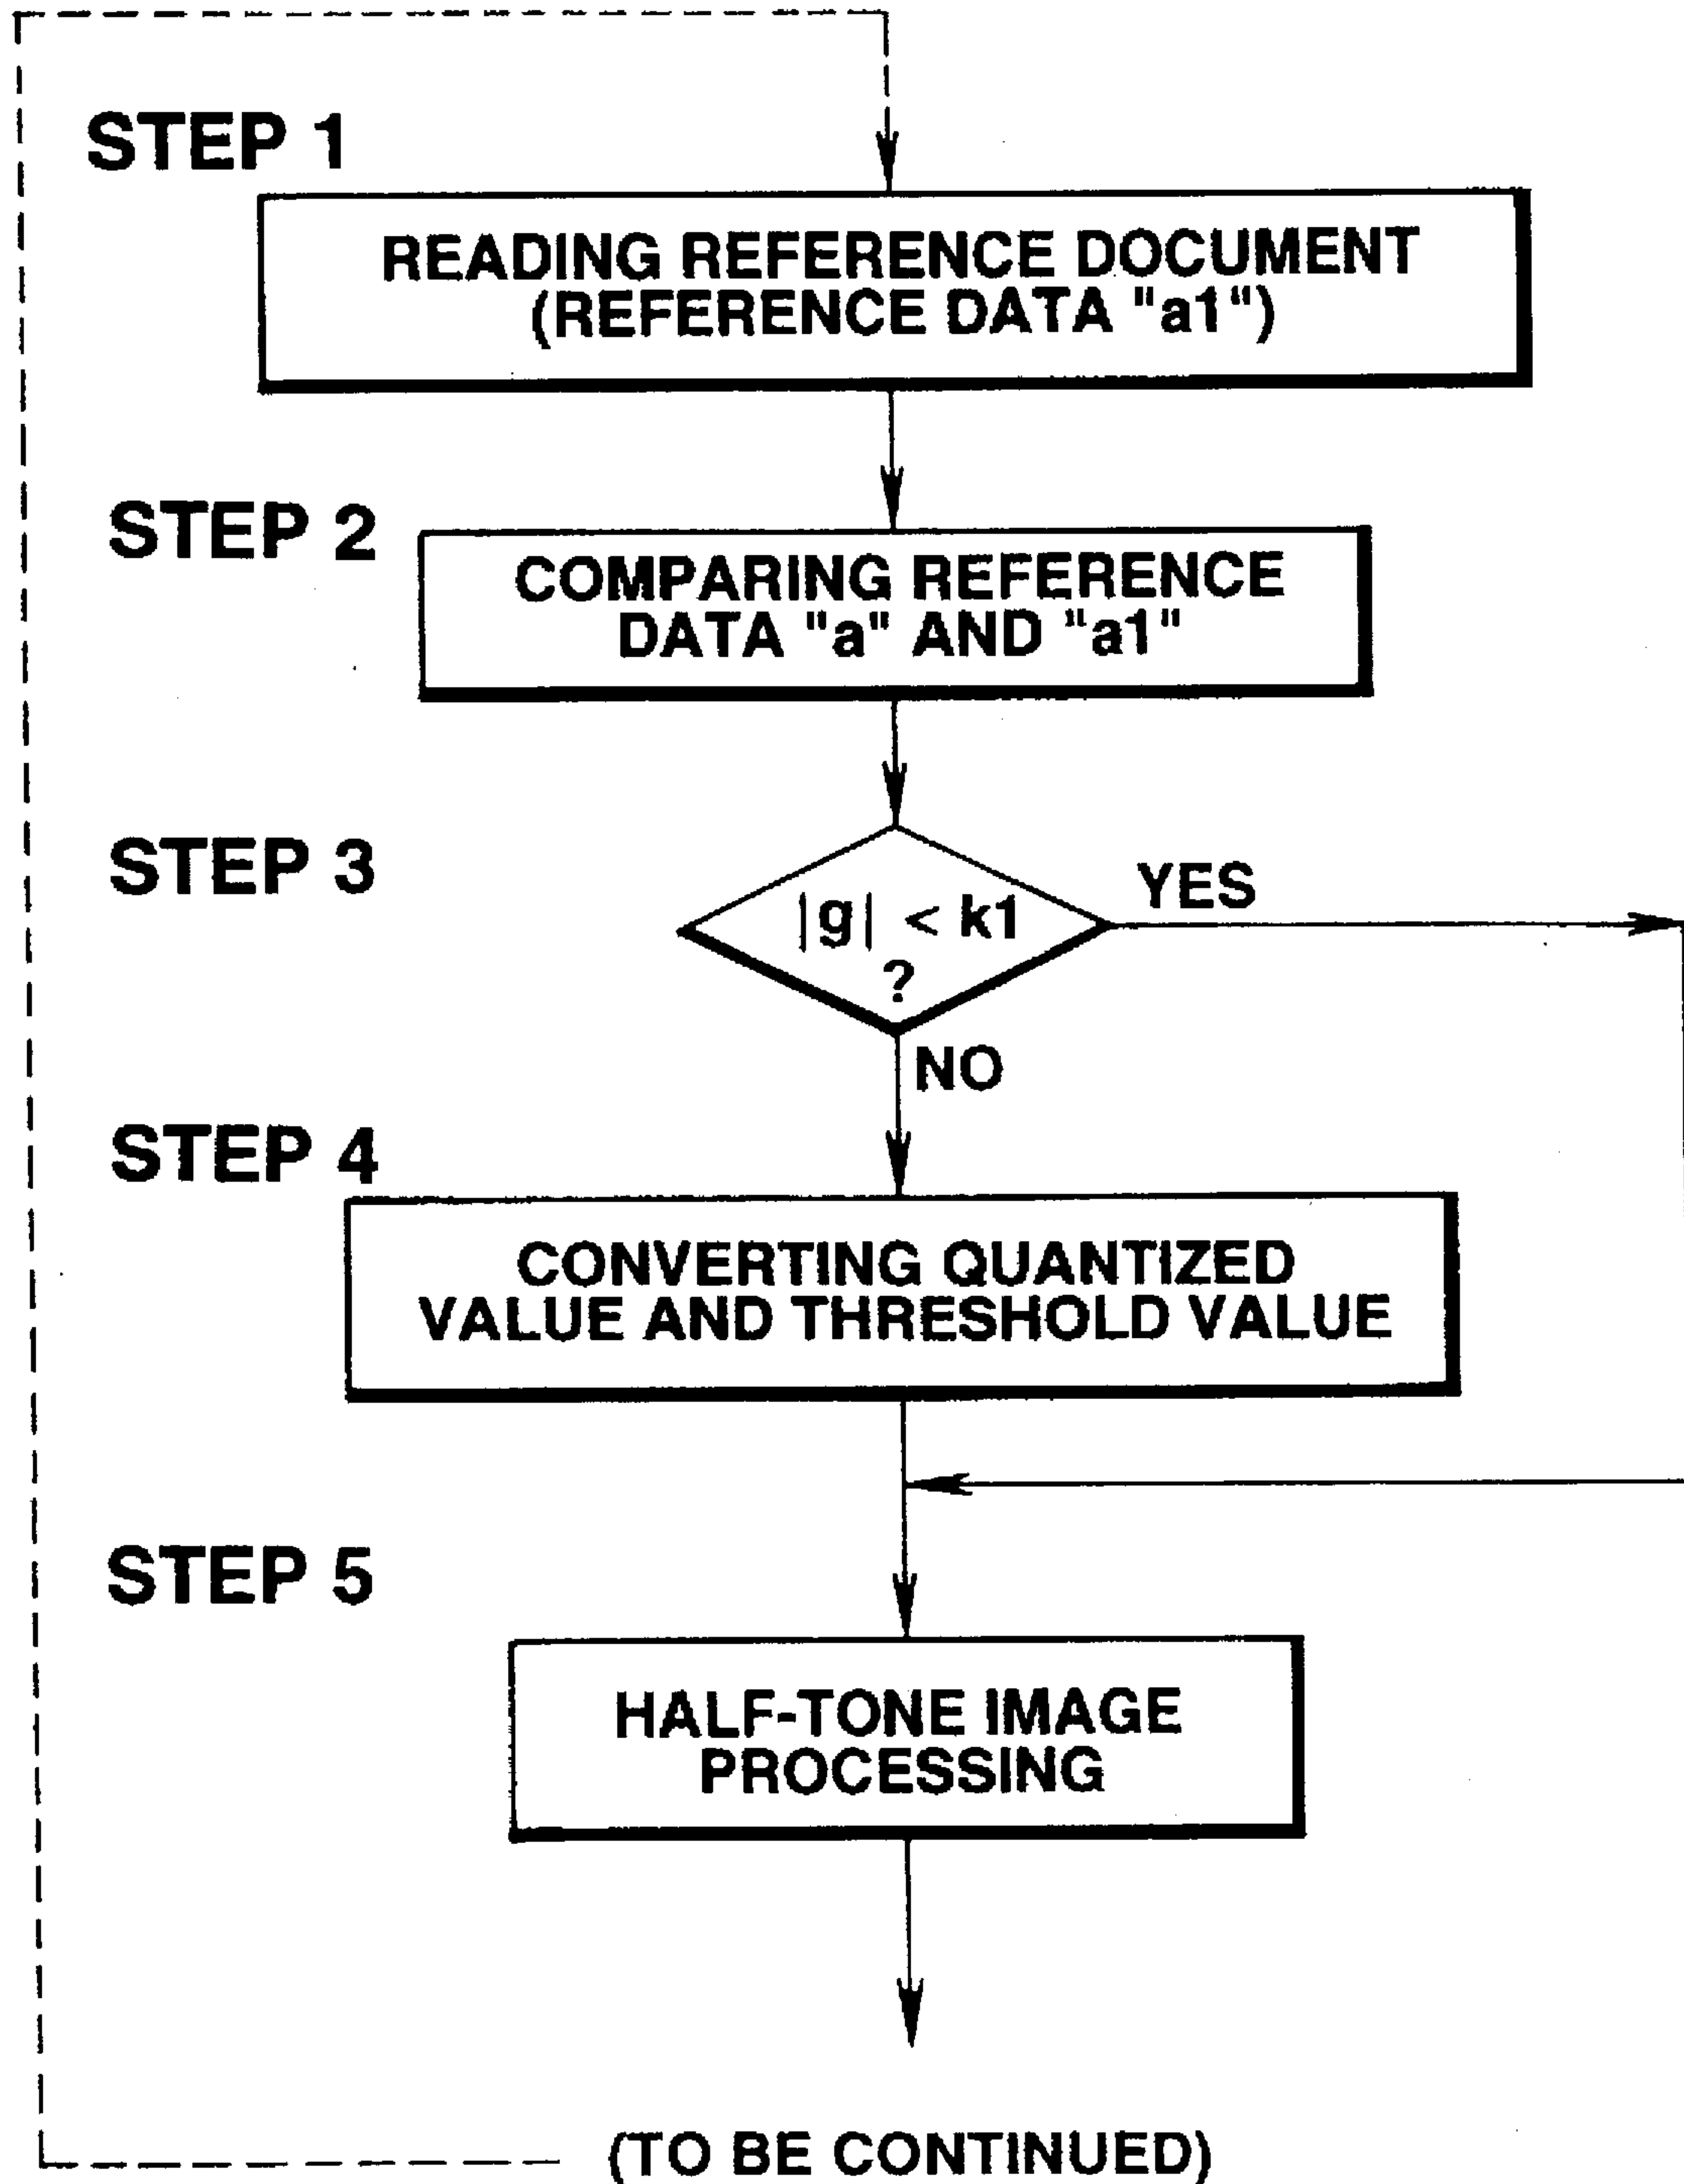 STEP 1
READING REFERENCE DOCUMENT
(REFERENCE DATA "a1")
STEP 2
COMPARING REFERENCE
DATA "a" AND "a1"
STEP 3
|g| < k1
?
YES
NO
STEP 4
CONVERTING QUANTIZED
VALUE AND THRESHOLD VALUE
STEP 5
HALF-TONE IMAGE
PROCESSING
(TO BE CONTINUED)